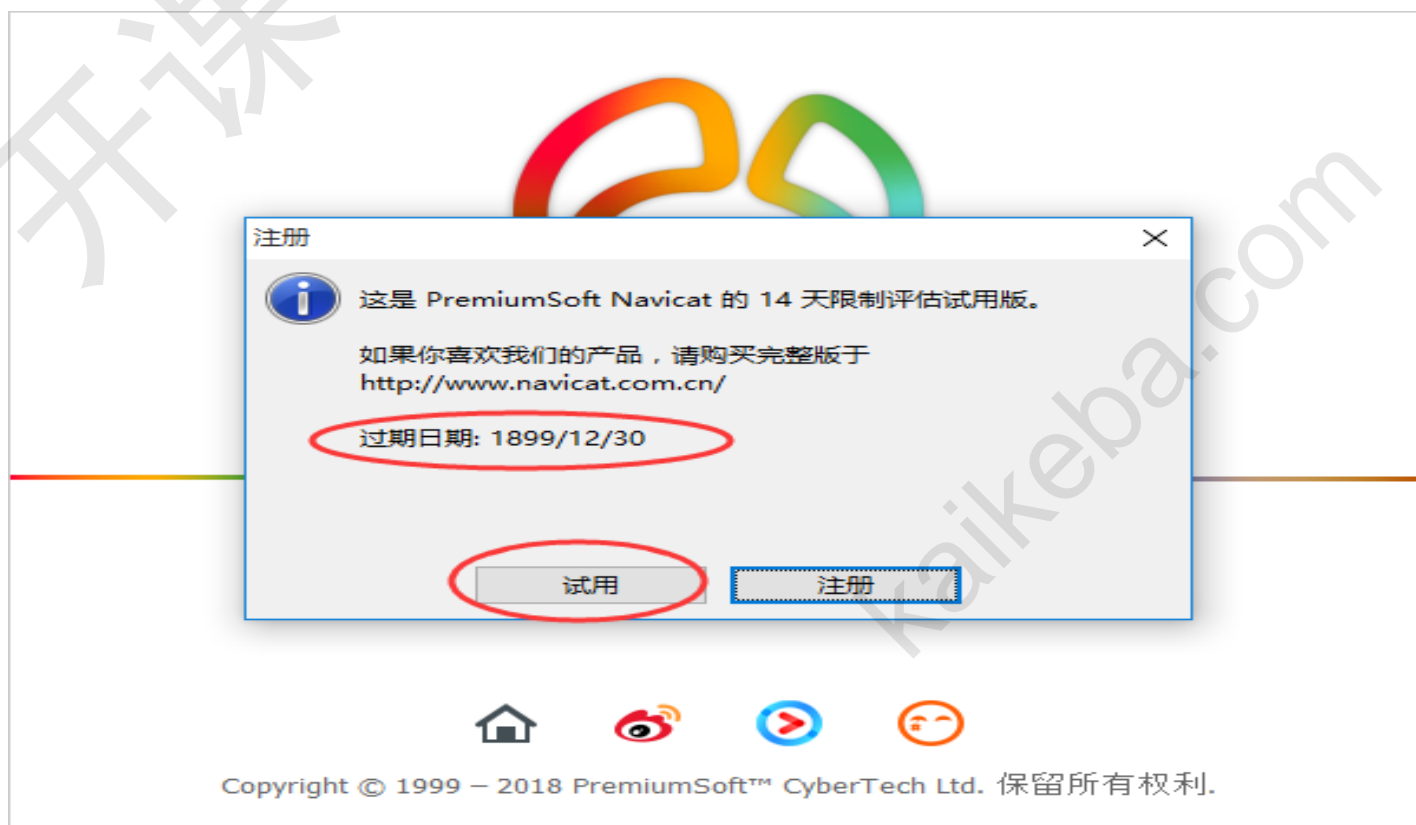 开课
kaikeba.com
注册
这是 PremiumSoft Navicat 的 14 天限制评估试用版。
如果你喜欢我们的产品，请购买完整版于
http://www.navicat.com.cn/
过期日期: 1899/12/30
试用
注册
Copyright © 1999 – 2018 PremiumSoft™ CyberTech Ltd. 保留所有权利.